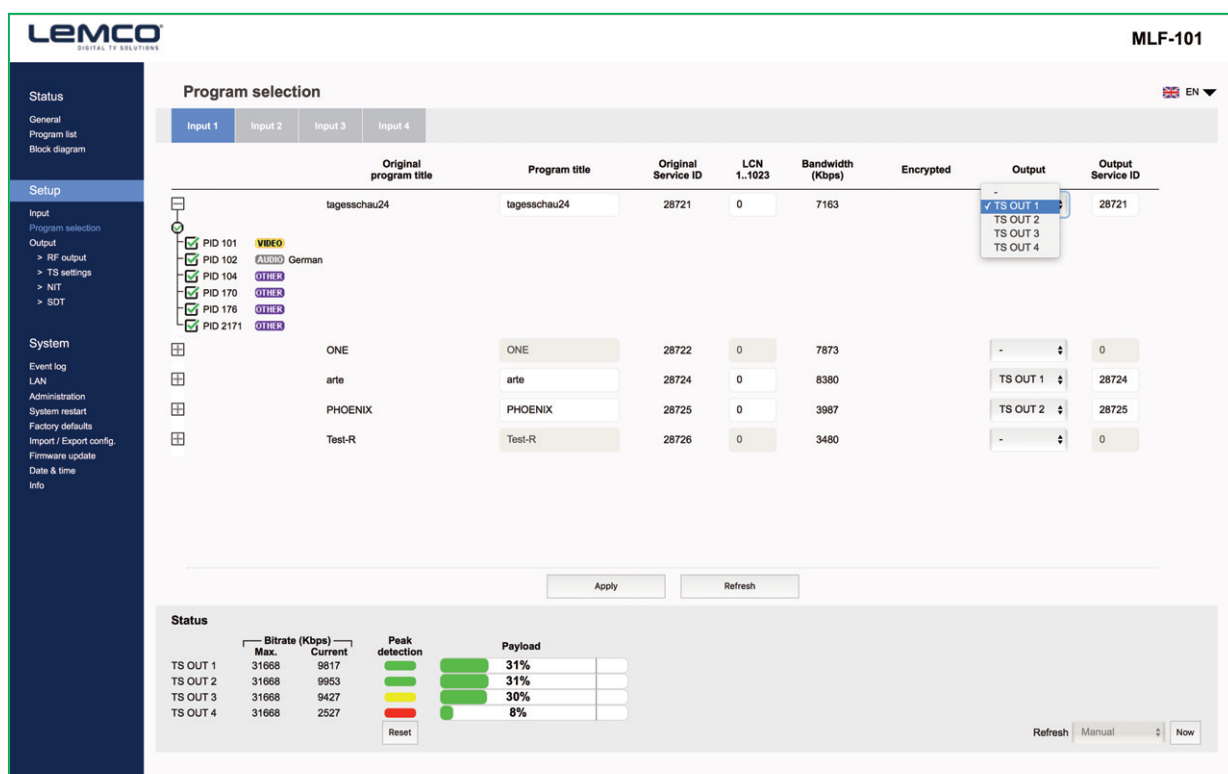 LEMCO
DIGITAL TV SOLUTIONS
MLF-101
Status
General
Program list
Block diagram
Setup
Input
Program selection
Output
> RF output
> TS settings
> NIT
> SDT
System
Event log
LAN
Administration
System restart
Factory defaults
Import / Export config.
Firmware update
Date & time
Info
Program selection
EN
Input 1 Input 2 Input 3 Input 4
Original program title Program title Original Service ID LCN 1..1023 Bandwidth (Kbps) Encrypted Output Output Service ID
tagesschau24 tagesschau24 28721 0 7163 28721
-
✓ TS OUT 1
TS OUT 2
TS OUT 3
TS OUT 4
PID 101 VIDEO
PID 102 AUDIO German
PID 104 OTHER
PID 170 OTHER
PID 176 OTHER
PID 2171 OTHER
ONE ONE 28722 0 7873 - 0
arte arte 28724 0 8380 TS OUT 1 28724
PHOENIX PHOENIX 28725 0 3987 TS OUT 2 28725
Test-R Test-R 28726 0 3480 - 0
Apply Refresh
Status
Bitrate (Kbps) Peak detection Payload
Max. Current
TS OUT 1 31668 9817 31%
TS OUT 2 31668 9953 31%
TS OUT 3 31668 9427 30%
TS OUT 4 31668 2527 8%
Reset
Refresh Manual Now